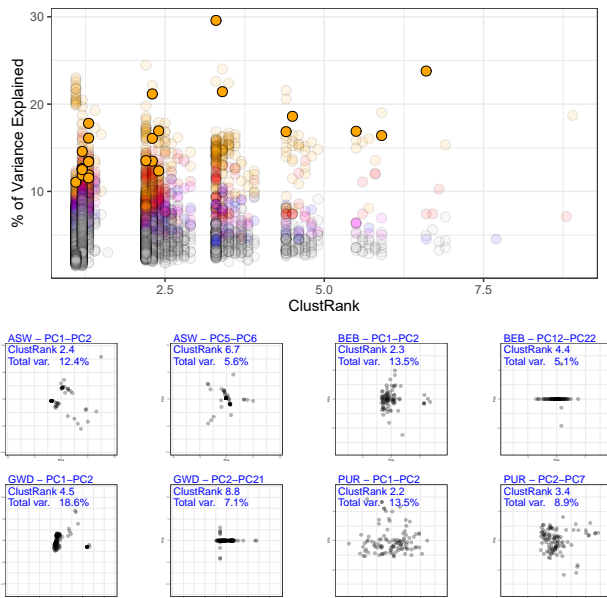 30
20
10
% of Variance Explained
2.5
5.0
7.5
ClustRank
ASW − PC1−PC2
ClustRank 2.4
Total var. 12.4%
ASW − PC5−PC6
ClustRank 6.7
Total var. 5.6%
BEB − PC1−PC2
ClustRank 2.3
Total var. 13.5%
BEB − PC12−PC22
ClustRank 4.4
Total var. 5.1%
GWD − PC1−PC2
ClustRank 4.5
Total var. 18.6%
GWD − PC2−PC21
ClustRank 8.8
Total var. 7.1%
PUR − PC1−PC2
ClustRank 2.2
Total var. 13.5%
PUR − PC2−PC7
ClustRank 3.4
Total var. 8.9%